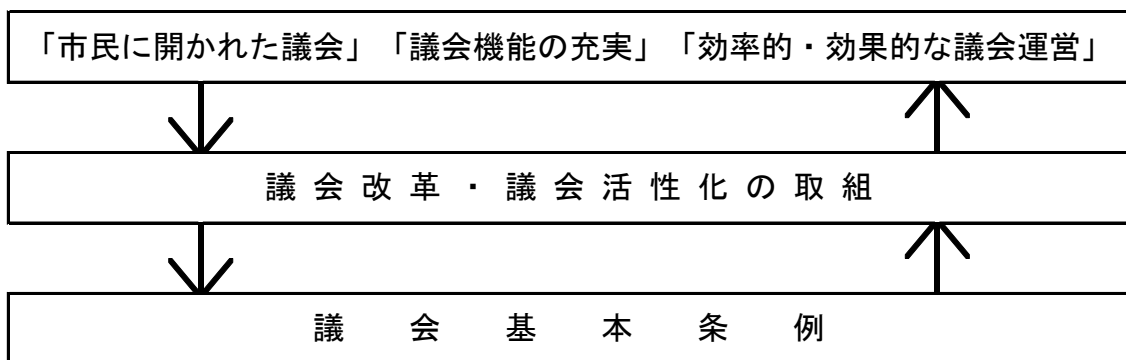 「市民に開かれた議会」「議会機能の充実」「効率的・効果的な議会運営」
議会改革・議会活性化の取組
議会基本条例